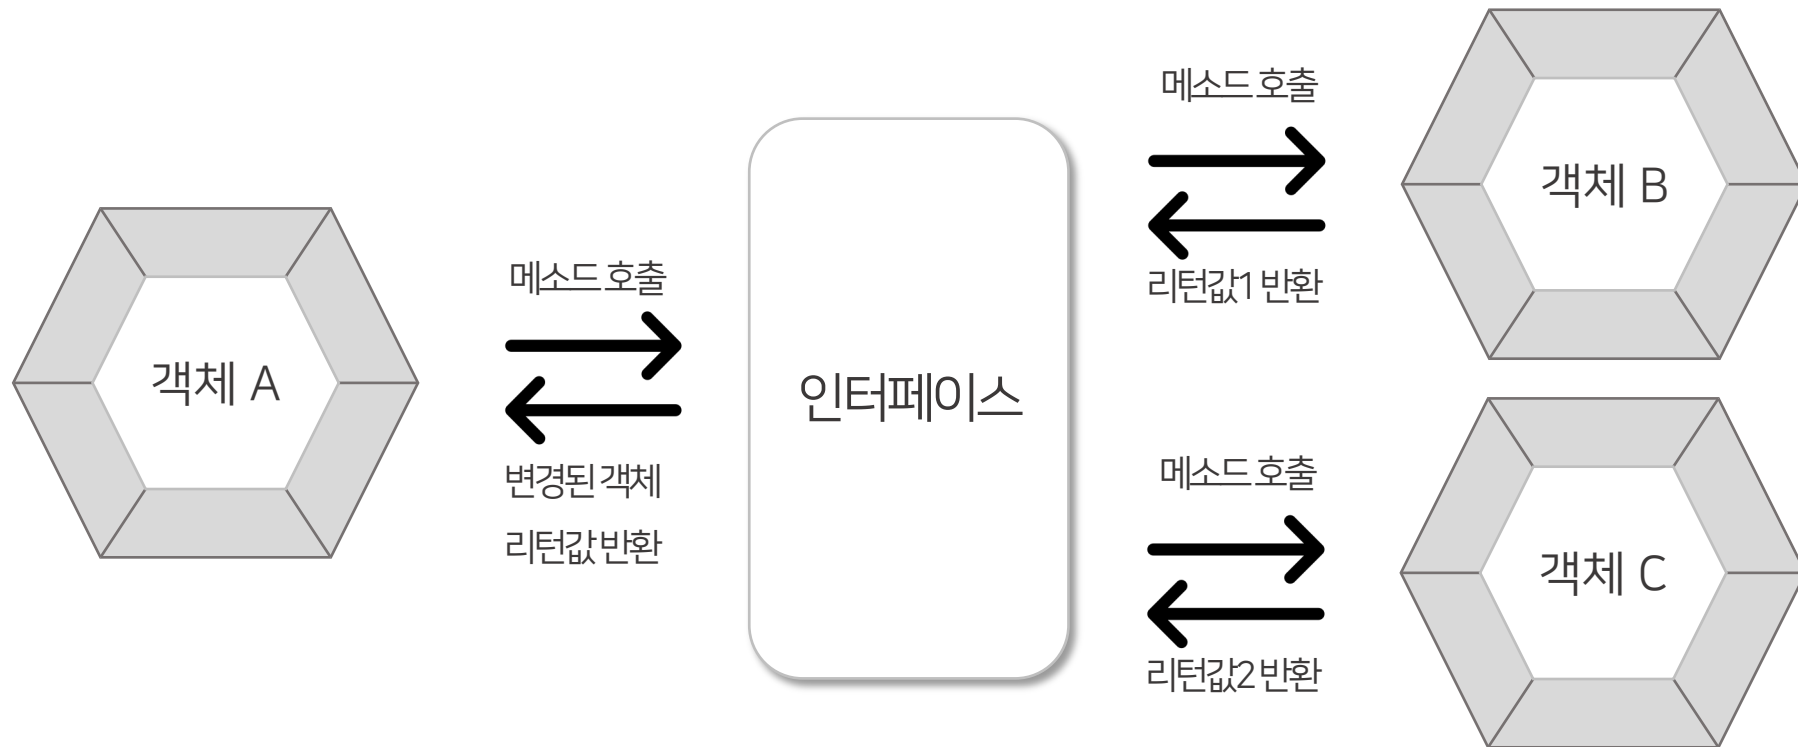 객체 A
메소드 호출
변경된 객체
리턴값 반환
인터페이스
메소드 호출
리턴값1 반환
객체 B
메소드 호출
리턴값2 반환
객체 C